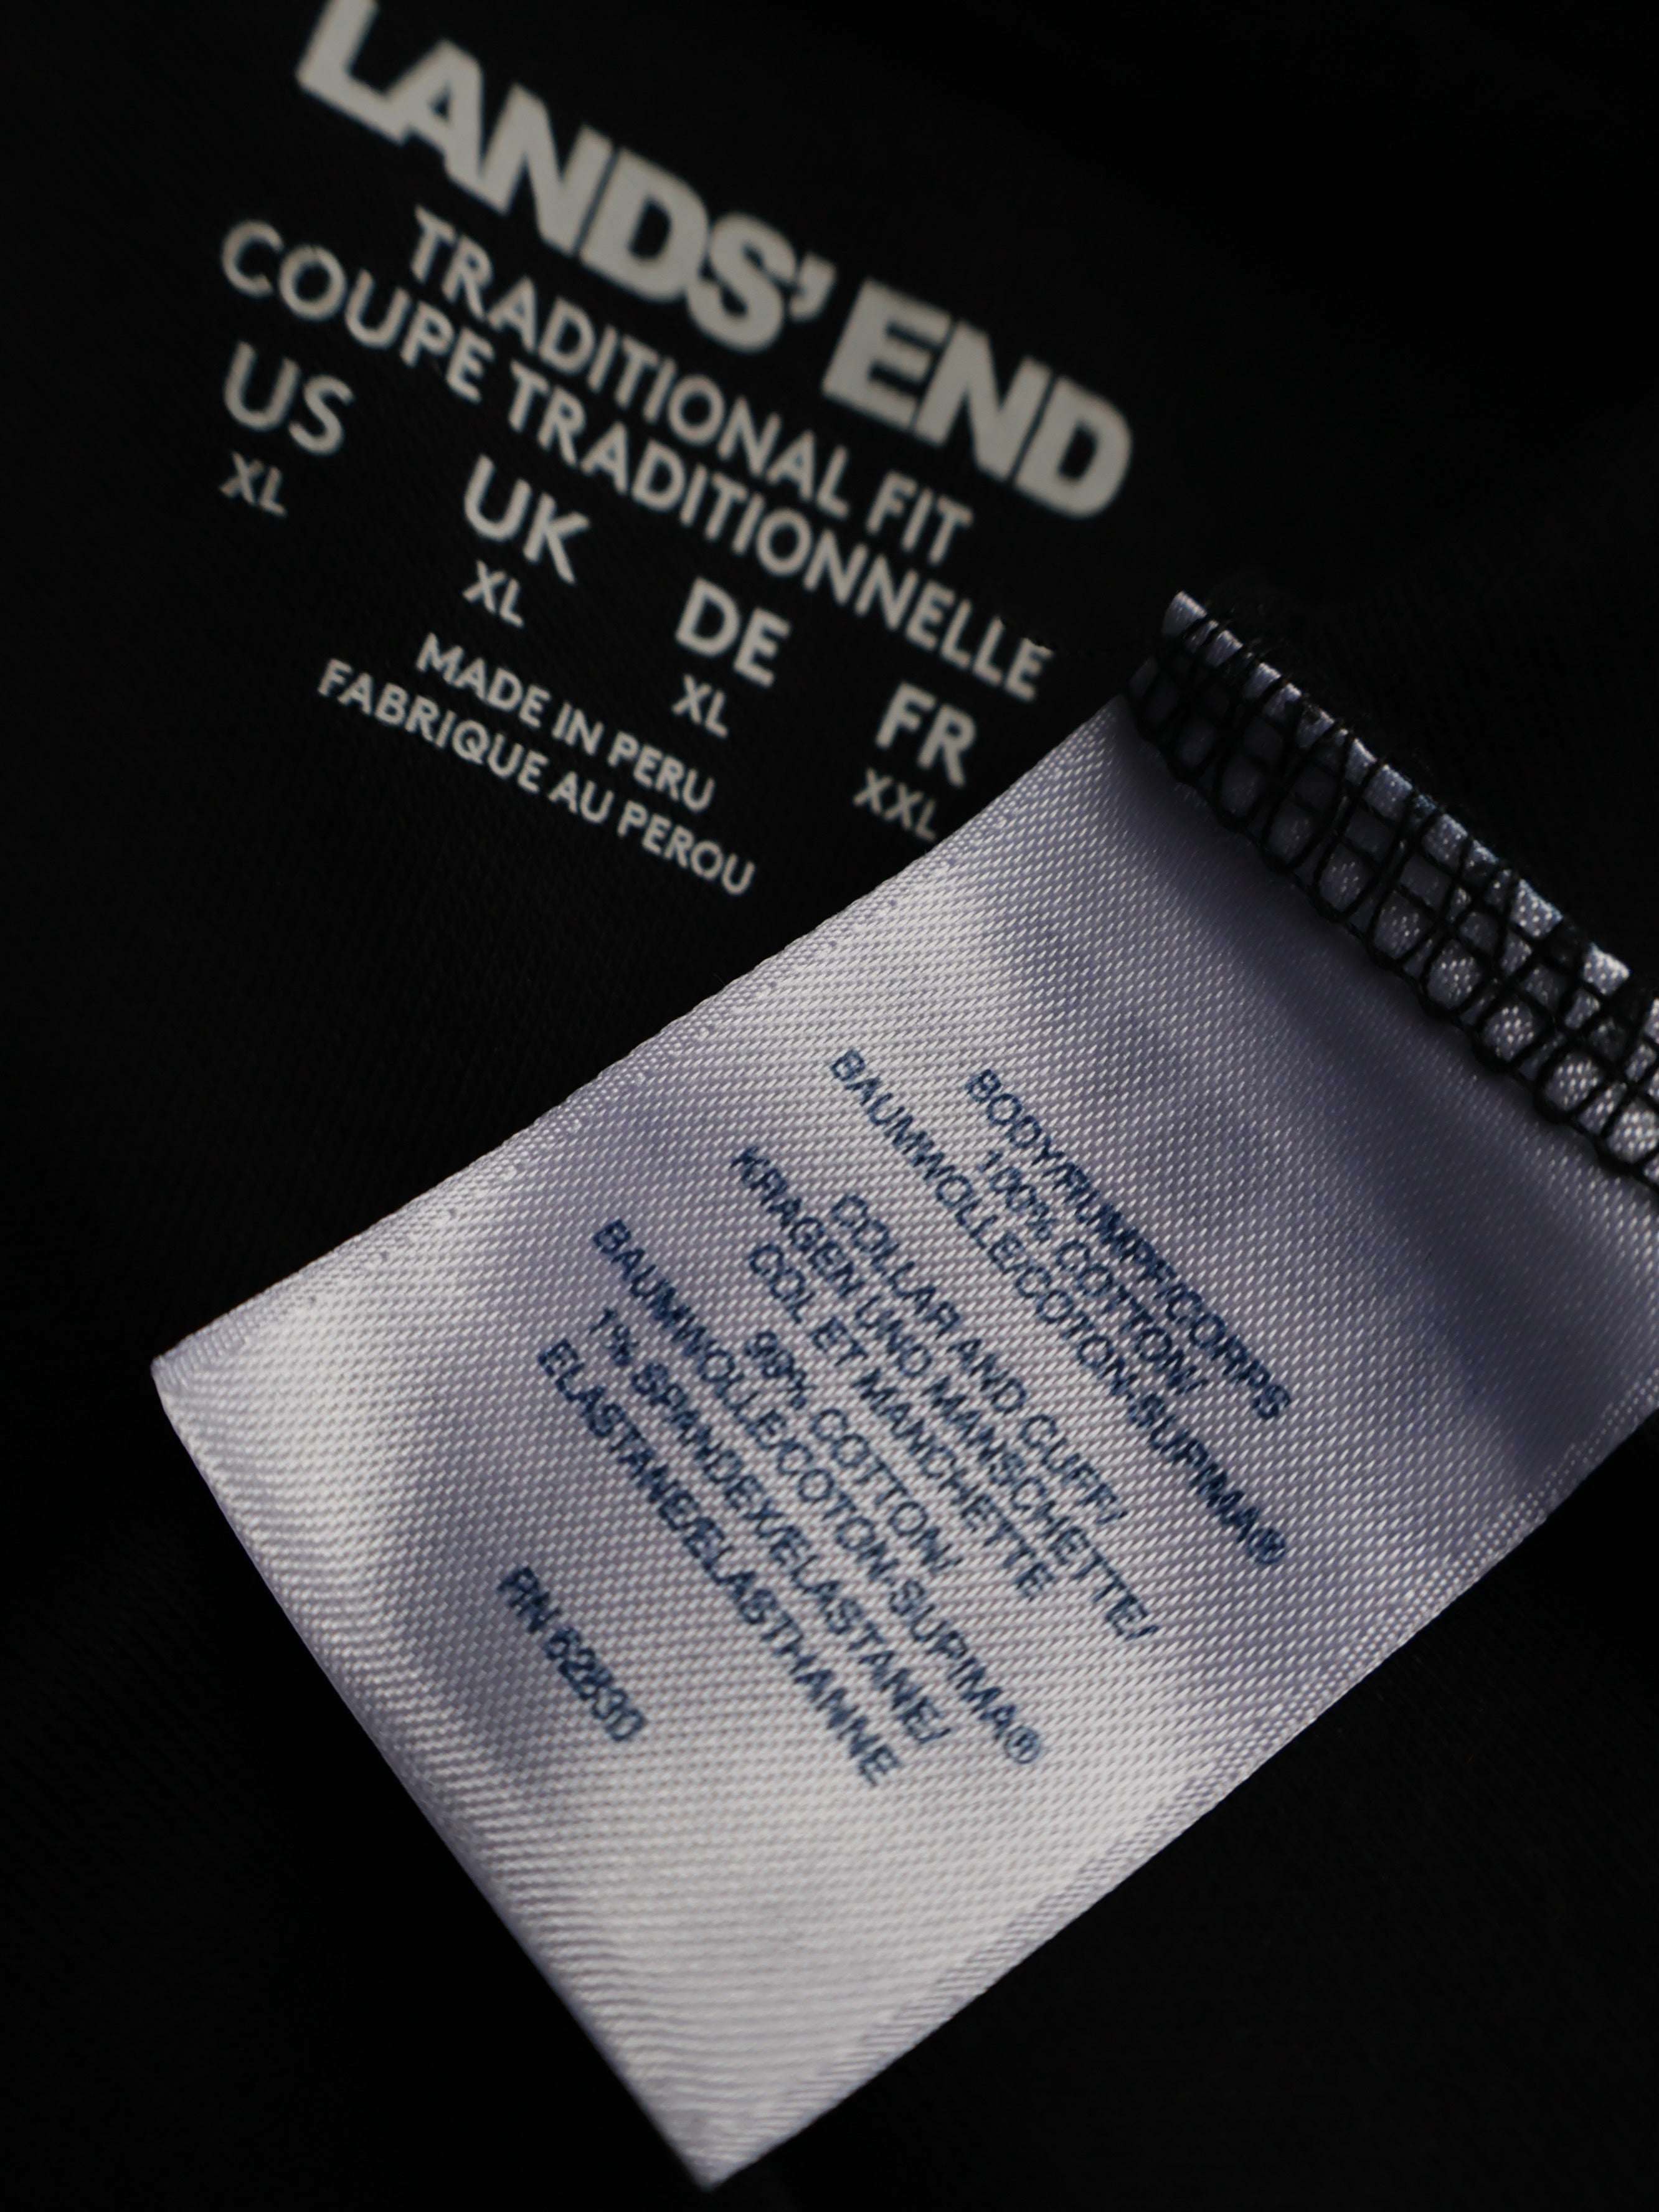 LANDS' END
TRADITIONAL FIT
COUPE TRADITIONNELLE
US UK DE FR
XL XL XL XXL
MADE IN PERU
FABRIQUE AU PEROU
BODY/RUMPF/CORPS
100% COTTON/
BAUMWOLLE/COTON-SUPIMA®
COLLAR AND CUFF/
KRAGEN UND MANSCHETTE/
COL ET MANCHETTE
99% COTTON/
BAUMWOLLE/COTON-SUPIMA®
1% SPANDEX/ELASTANE/
ELASTANE/ELASTHANNE
RN 62830